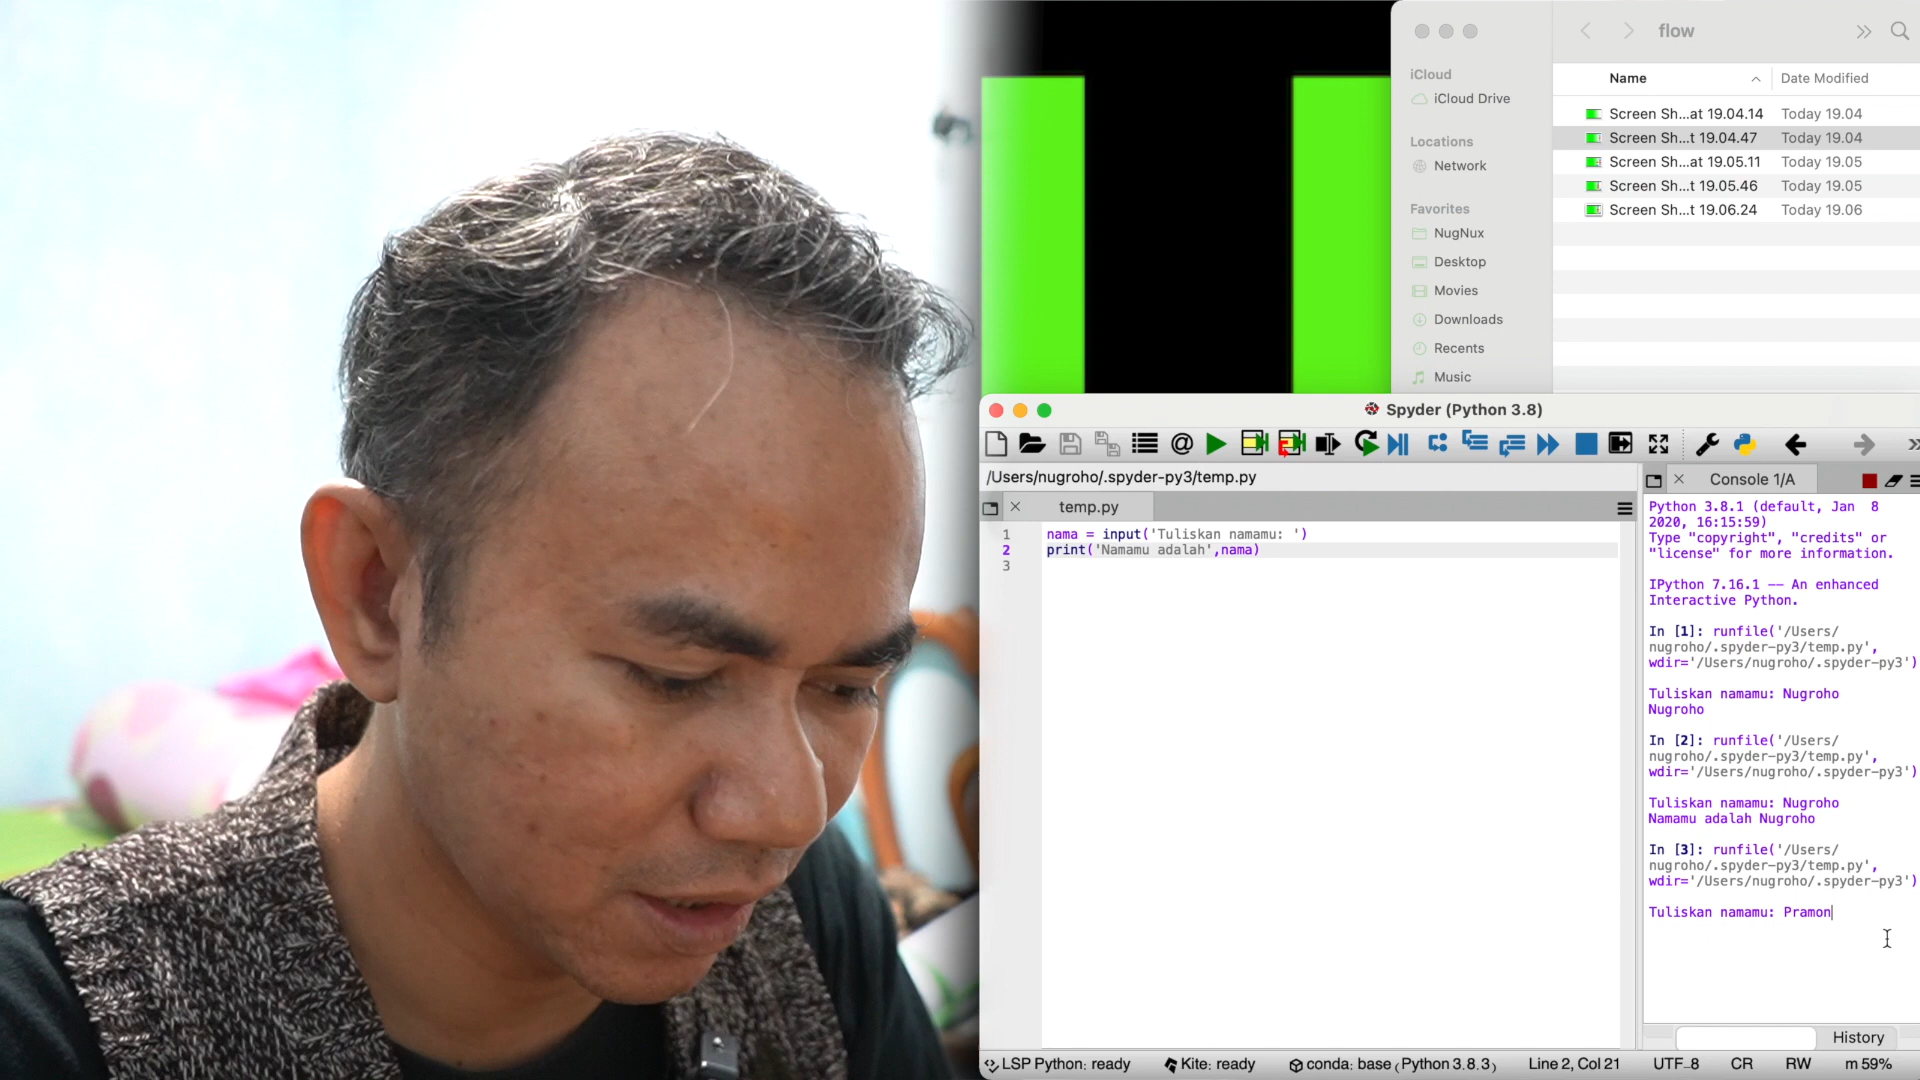 flow
iCloud
iCloud Drive
Locations
Network
Favorites
NugNux
Desktop
Movies
Downloads
Recents
Music
Name Date Modified
Screen Sh...at 19.04.14 Today 19.04
Screen Sh...t 19.04.47 Today 19.04
Screen Sh...at 19.05.11 Today 19.05
Screen Sh...t 19.05.46 Today 19.05
Screen Sh...t 19.06.24 Today 19.06
Spyder (Python 3.8)
/Users/nugroho/.spyder-py3/temp.py
temp.py
1 nama = input('Tuliskan namamu: ')
2 print('Namamu adalah',nama)
3
Console 1/A
Python 3.8.1 (default, Jan 8
2020, 16:15:59)
Type "copyright", "credits" or
"license" for more information.
IPython 7.16.1 -- An enhanced
Interactive Python.
In [1]: runfile('/Users/
nugroho/.spyder-py3/temp.py',
wdir='/Users/nugroho/.spyder-py3')
Tuliskan namamu: Nugroho
Nugroho
In [2]: runfile('/Users/
nugroho/.spyder-py3/temp.py',
wdir='/Users/nugroho/.spyder-py3')
Tuliskan namamu: Nugroho
Namamu adalah Nugroho
In [3]: runfile('/Users/
nugroho/.spyder-py3/temp.py',
wdir='/Users/nugroho/.spyder-py3')
Tuliskan namamu: Pramon
History
LSP Python: ready Kite: ready conda: base (Python 3.8.3) Line 2, Col 21 UTF-8 CR RW m 59%